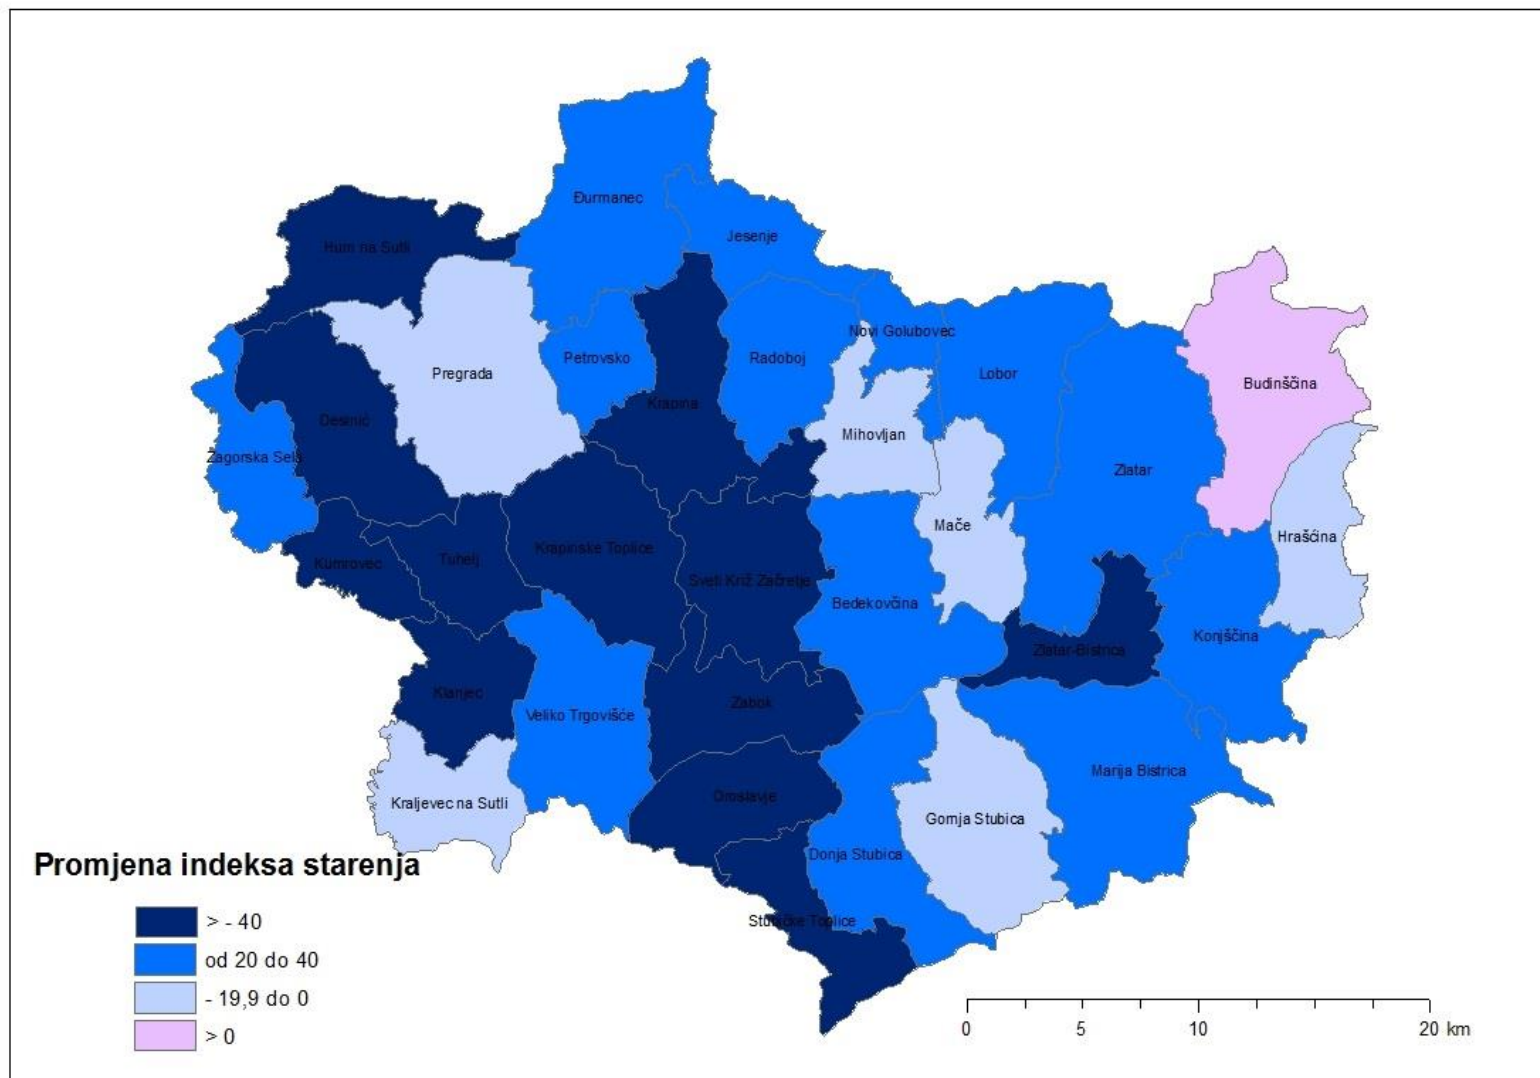 Đurmanec
Jesenje
Hum na Sutli
Novi Golubovec
Petrovsko
Radoboj
Lobor
Pregrada
Budinščina
Krapina
Desinić
Mihovljan
Zagorska Sela
Zlatar
Mače
Hrašćina
Krapinske Toplice
Tuhelj
Kumrovec
Sveti Križ Začretje
Bedekovčina
Konjščina
Zlatar-Bistrica
Klanjec
Zabok
Veliko Trgovišće
Marija Bistrica
Oroslavje
Kraljevec na Sutli
Gornja Stubica
Donja Stubica
Stubičke Toplice
Promjena indeksa starenja
> - 40
od 20 do 40
- 19,9 do 0
> 0
0 5 10 20 km